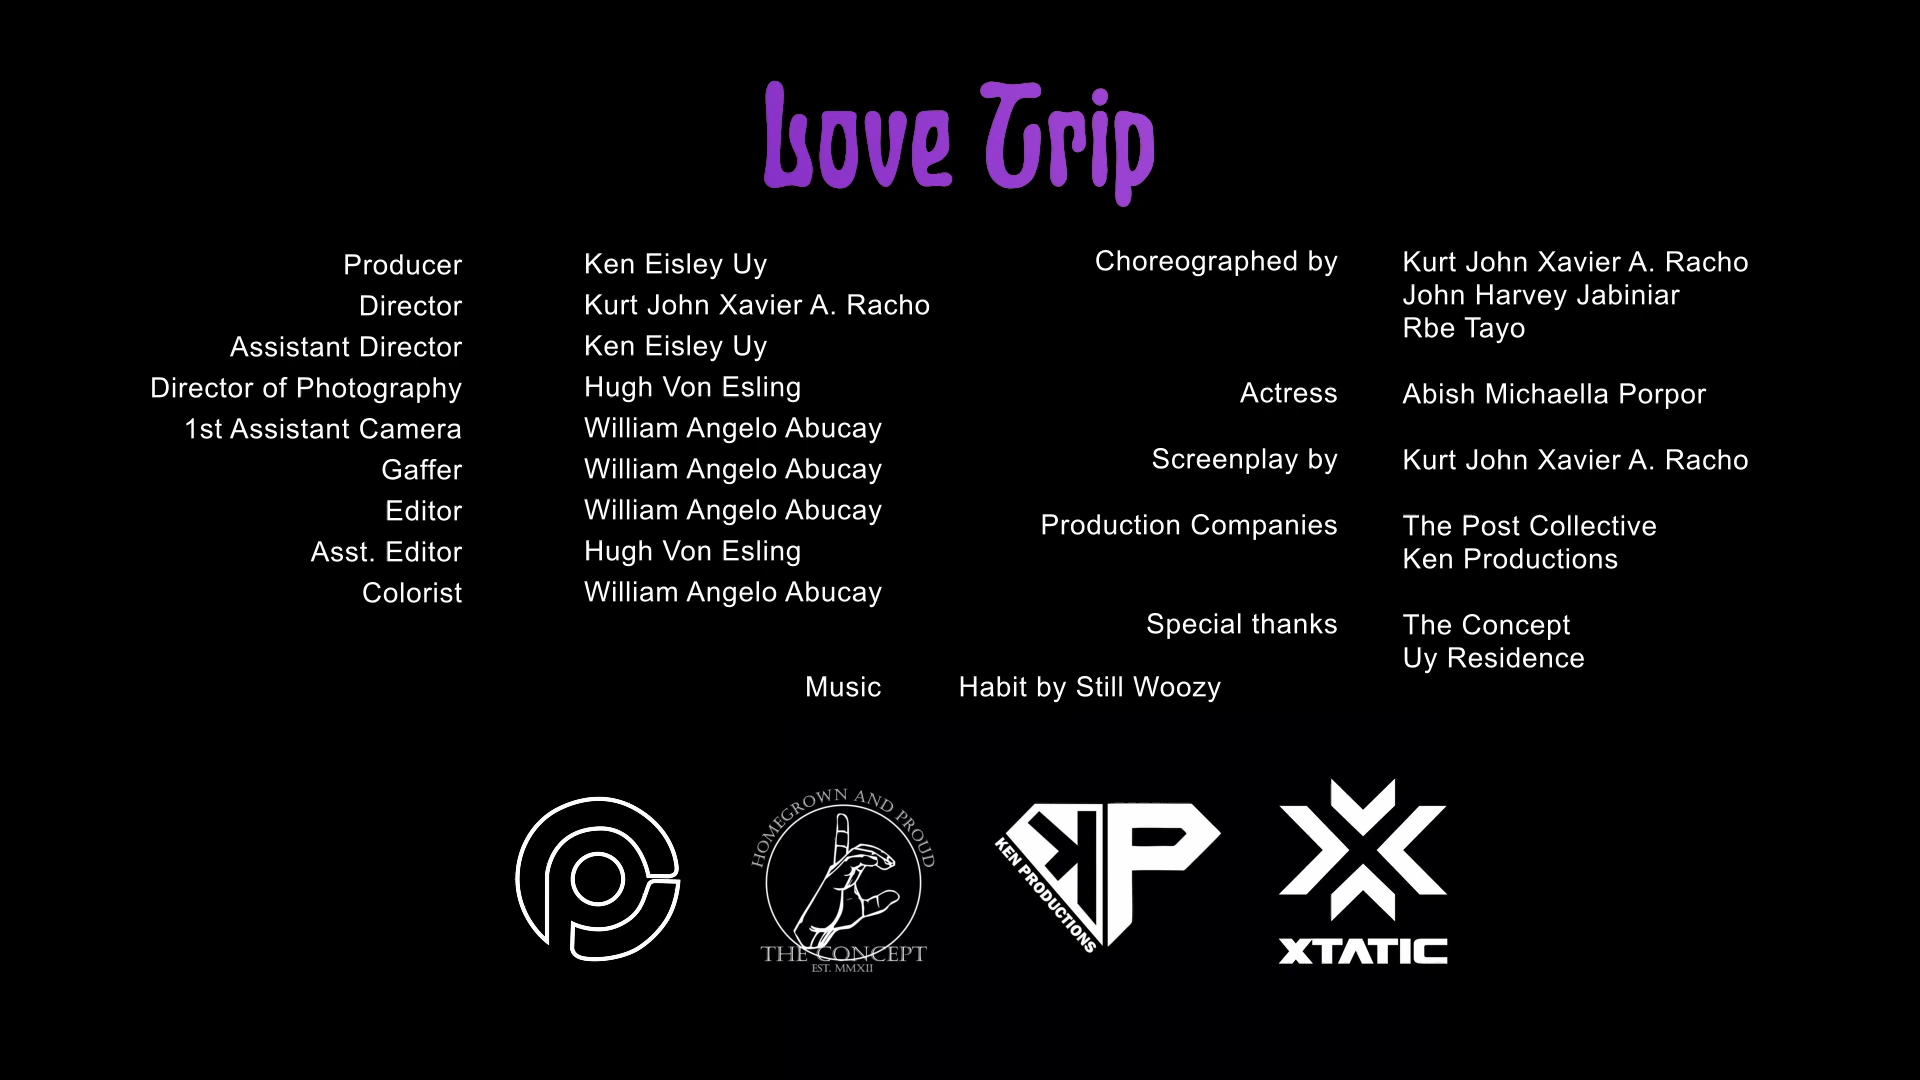 Love Trip
Producer Ken Eisley Uy
Director Kurt John Xavier A. Racho
Assistant Director Ken Eisley Uy
Director of Photography Hugh Von Esling
1st Assistant Camera William Angelo Abucay
Gaffer William Angelo Abucay
Editor William Angelo Abucay
Asst. Editor Hugh Von Esling
Colorist William Angelo Abucay
Choreographed by Kurt John Xavier A. Racho
John Harvey Jabiniar
Rbe Tayo
Actress Abish Michaella Porpor
Screenplay by Kurt John Xavier A. Racho
Production Companies The Post Collective
Ken Productions
Special thanks The Concept
Uy Residence
Music Habit by Still Woozy
HOMEGROWN AND PROUD
THE CONCEPT
EST. MMXII
KP
KEN PRODUCTIONS
XTATIC